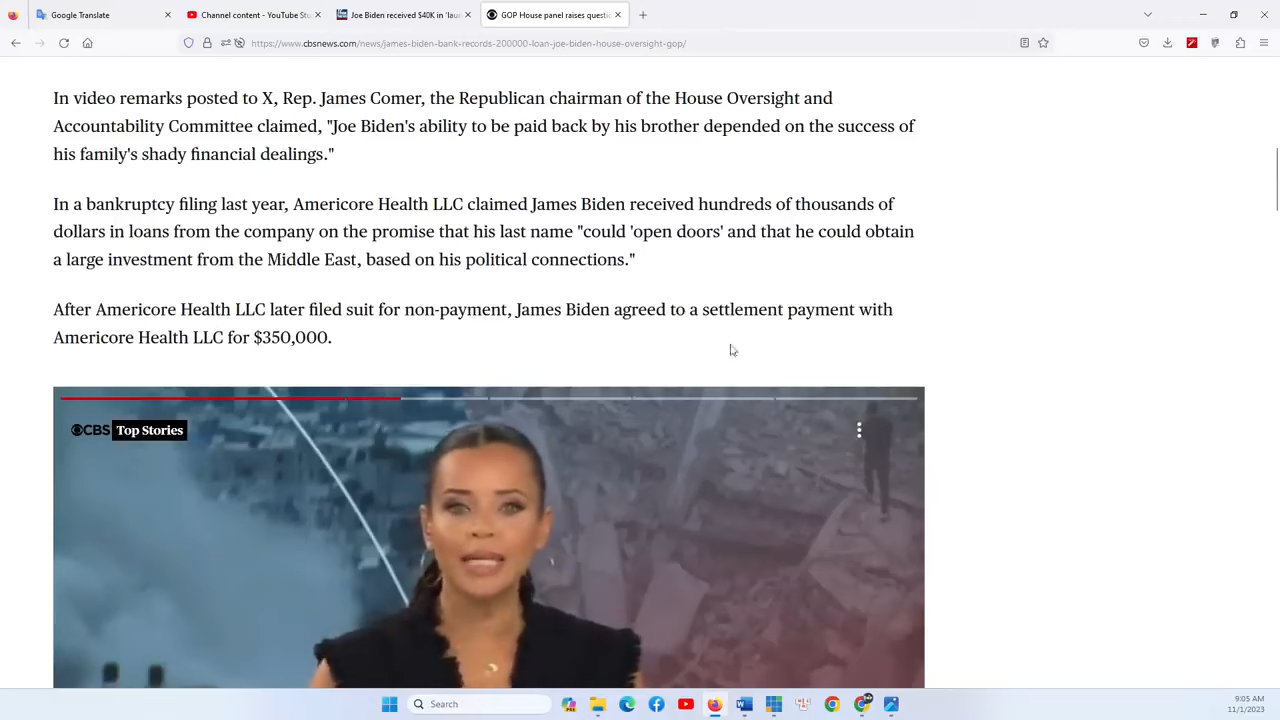 Google Translate
Channel content - YouTube Stu
Joe Biden received $40K in 'laun
GOP House panel raises questio
https://www.cbsnews.com/news/james-biden-bank-records-200000-loan-joe-biden-house-oversight-gop/
In video remarks posted to X, Rep. James Comer, the Republican chairman of the House Oversight and
Accountability Committee claimed, "Joe Biden's ability to be paid back by his brother depended on the success of
his family's shady financial dealings."
In a bankruptcy filing last year, Americore Health LLC claimed James Biden received hundreds of thousands of
dollars in loans from the company on the promise that his last name "could 'open doors' and that he could obtain
a large investment from the Middle East, based on his political connections."
After Americore Health LLC later filed suit for non-payment, James Biden agreed to a settlement payment with
Americore Health LLC for $350,000.
CBS Top Stories
Search
9:05 AM
11/1/2023